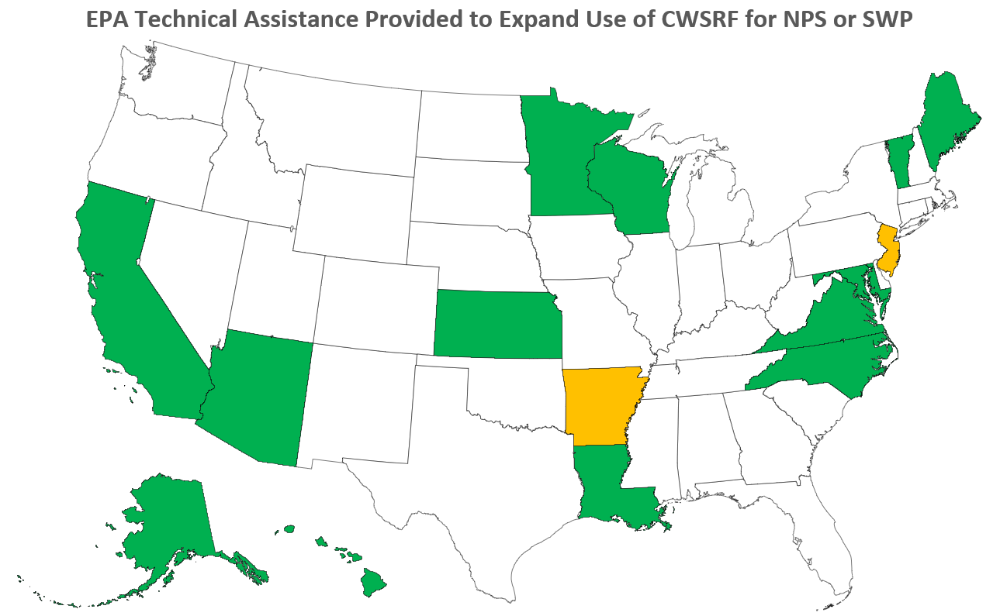 EPA Technical Assistance Provided to Expand Use of CWSRF for NPS or SWP